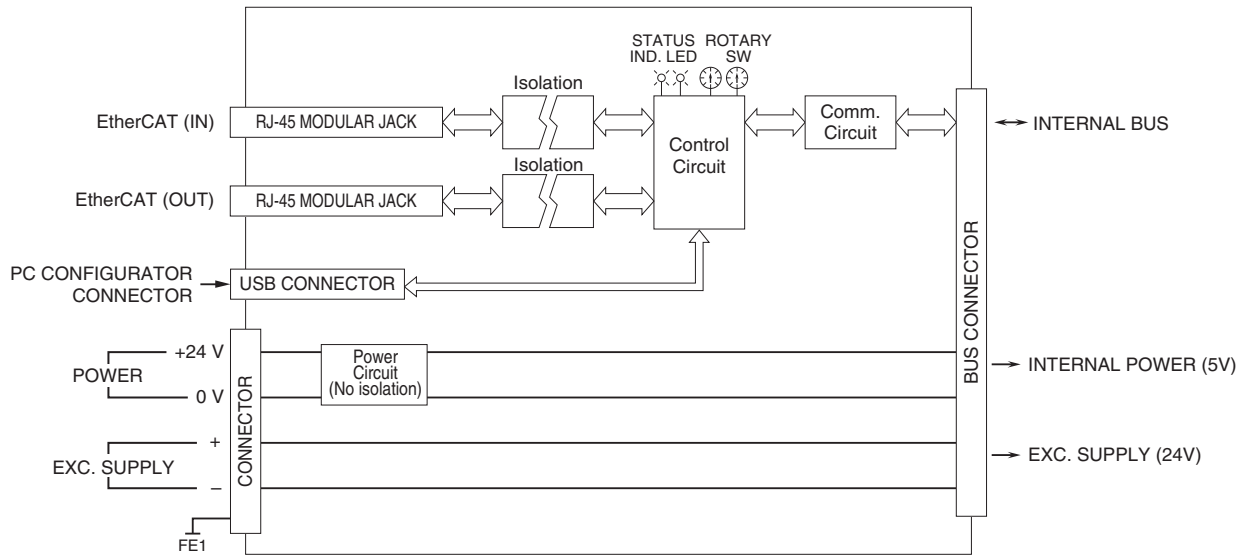 STATUS
IND. LED
ROTARY
SW
Isolation
EtherCAT (IN)
RJ-45 MODULAR JACK
Control
Circuit
Comm.
Circuit
INTERNAL BUS
Isolation
EtherCAT (OUT)
RJ-45 MODULAR JACK
PC CONFIGURATOR
CONNECTOR
USB CONNECTOR
BUS CONNECTOR
CONNECTOR
POWER
+24 V
0 V
Power
Circuit
(No isolation)
INTERNAL POWER (5V)
EXC. SUPPLY
+
–
EXC. SUPPLY (24V)
FE1